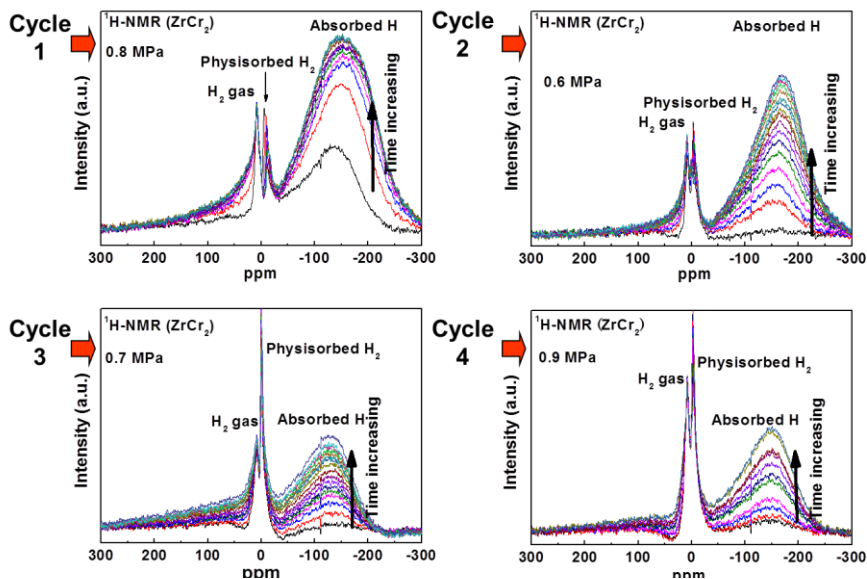 Cycle
1
¹H-NMR (ZrCr₂)
0.8 MPa
Absorbed H
Physisorbed H₂
H₂ gas
Time increasing
Intensity (a.u.)
300 200 100 0 -100 -200 -300
ppm
Cycle
2
¹H-NMR (ZrCr₂)
Absorbed H
0.6 MPa
Physisorbed H₂
H₂ gas
Time increasing
Intensity (a.u.)
300 200 100 0 -100 -200 -300
ppm
Cycle
3
¹H-NMR (ZrCr₂)
0.7 MPa
Physisorbed H₂
H₂ gas
Absorbed H
Time increasing
Intensity (a.u.)
300 200 100 0 -100 -200 -300
ppm
Cycle
4
¹H-NMR (ZrCr₂)
0.9 MPa
Physisorbed H₂
H₂ gas
Absorbed H
Time increasing
Intensity (a.u.)
300 200 100 0 -100 -200 -300
ppm